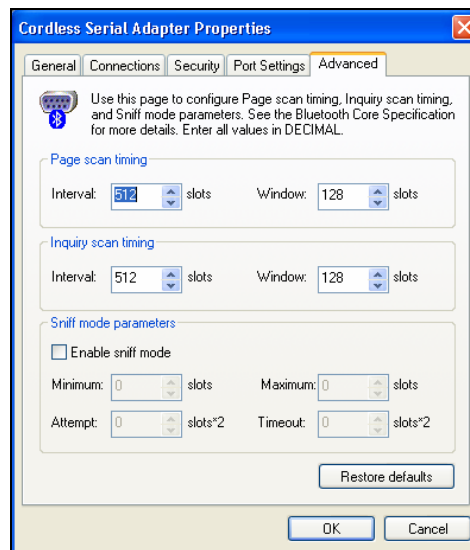 Cordless Serial Adapter Properties
General Connections Security Port Settings Advanced
Use this page to configure Page scan timing, Inquiry scan timing,
and Sniff mode parameters. See the Bluetooth Core Specification
for more details. Enter all values in DECIMAL.
Page scan timing
Interval: 512 slots Window: 128 slots
Inquiry scan timing
Interval: 512 slots Window: 128 slots
Sniff mode parameters
Enable sniff mode
Minimum: 0 slots Maximum: 0 slots
Attempt: 0 slots*2 Timeout: 0 slots*2
Restore defaults
OK Cancel